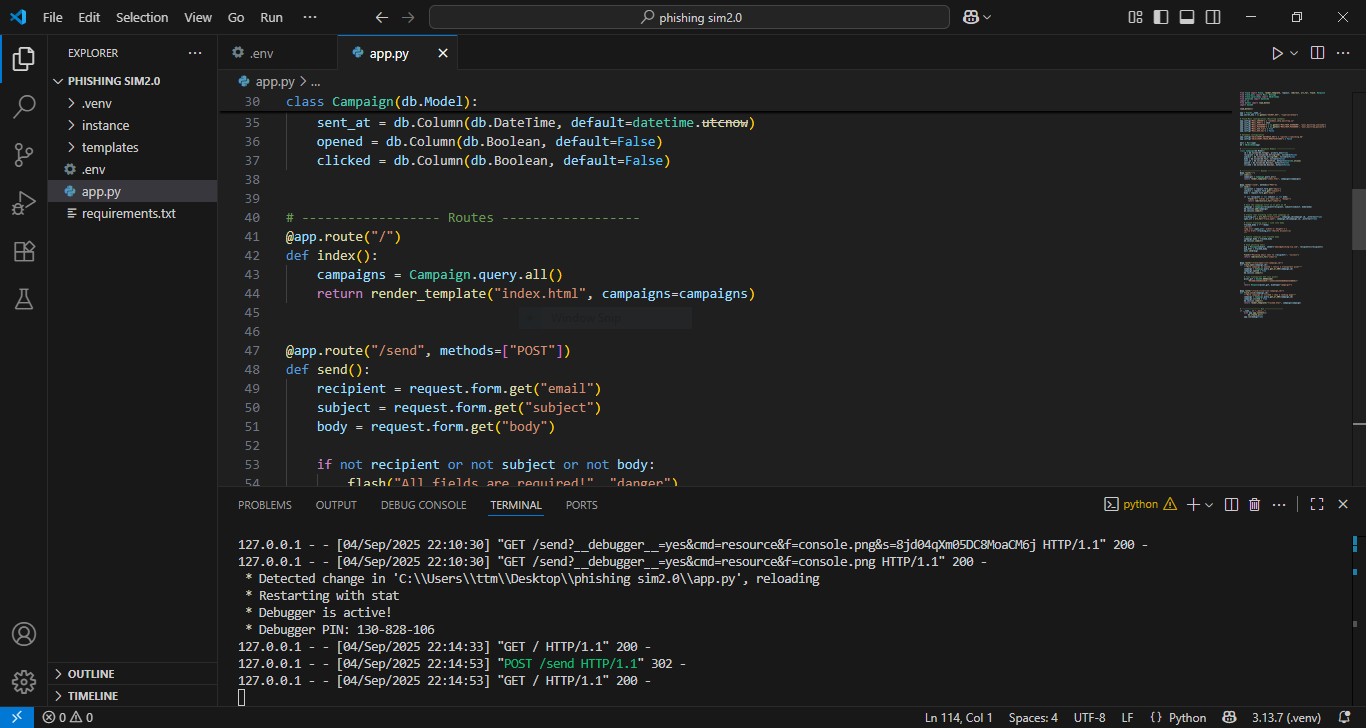 File Edit Selection View Go Run ··· phishing sim2.0
EXPLORER ···
PHISHING SIM2.0
.venv
instance
templates
.env
app.py
requirements.txt
OUTLINE
TIMELINE
.env app.py
app.py > ...
30 class Campaign(db.Model):
35 sent_at = db.Column(db.DateTime, default=datetime.utcnow)
36 opened = db.Column(db.Boolean, default=False)
37 clicked = db.Column(db.Boolean, default=False)
38
39
40 # ------------------ Routes ------------------
41 @app.route("/")
42 def index():
43 campaigns = Campaign.query.all()
44 return render_template("index.html", campaigns=campaigns)
45
46
47 @app.route("/send", methods=["POST"])
48 def send():
49 recipient = request.form.get("email")
50 subject = request.form.get("subject")
51 body = request.form.get("body")
52
53 if not recipient or not subject or not body:
54 flash("All fields are required!", "danger")
PROBLEMS OUTPUT DEBUG CONSOLE TERMINAL PORTS python
127.0.0.1 - - [04/Sep/2025 22:10:30] "GET /send?__debugger__=yes&cmd=resource&f=console.png&s=8jd04qXm05DC8MoaCM6j HTTP/1.1" 200 -
127.0.0.1 - - [04/Sep/2025 22:10:30] "GET /send?__debugger__=yes&cmd=resource&f=console.png HTTP/1.1" 200 -
* Detected change in 'C:\\Users\\ttm\\Desktop\\phishing sim2.0\\app.py', reloading
* Restarting with stat
* Debugger is active!
* Debugger PIN: 130-828-106
127.0.0.1 - - [04/Sep/2025 22:14:33] "GET / HTTP/1.1" 200 -
127.0.0.1 - - [04/Sep/2025 22:14:53] "POST /send HTTP/1.1" 302 -
127.0.0.1 - - [04/Sep/2025 22:14:53] "GET / HTTP/1.1" 200 -
0 0 Ln 114, Col 1 Spaces: 4 UTF-8 LF {} Python 3.13.7 (.venv)